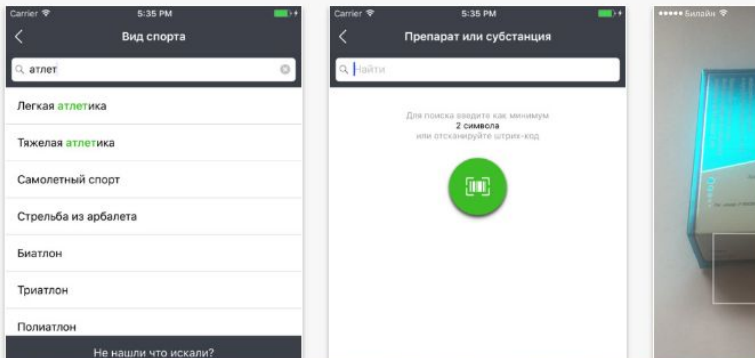 Carrier 5:35 PM
Вид спорта
атлет
Легкая атлетика
Тяжелая атлетика
Самолетный спорт
Стрельба из арбалета
Биатлон
Триатлон
Полиатлон
Не нашли что искали?
Carrier 5:35 PM
Препарат или субстанция
Найти
Для поиска введите как минимум
2 символа
или отсканируйте штрих-код
Билайн